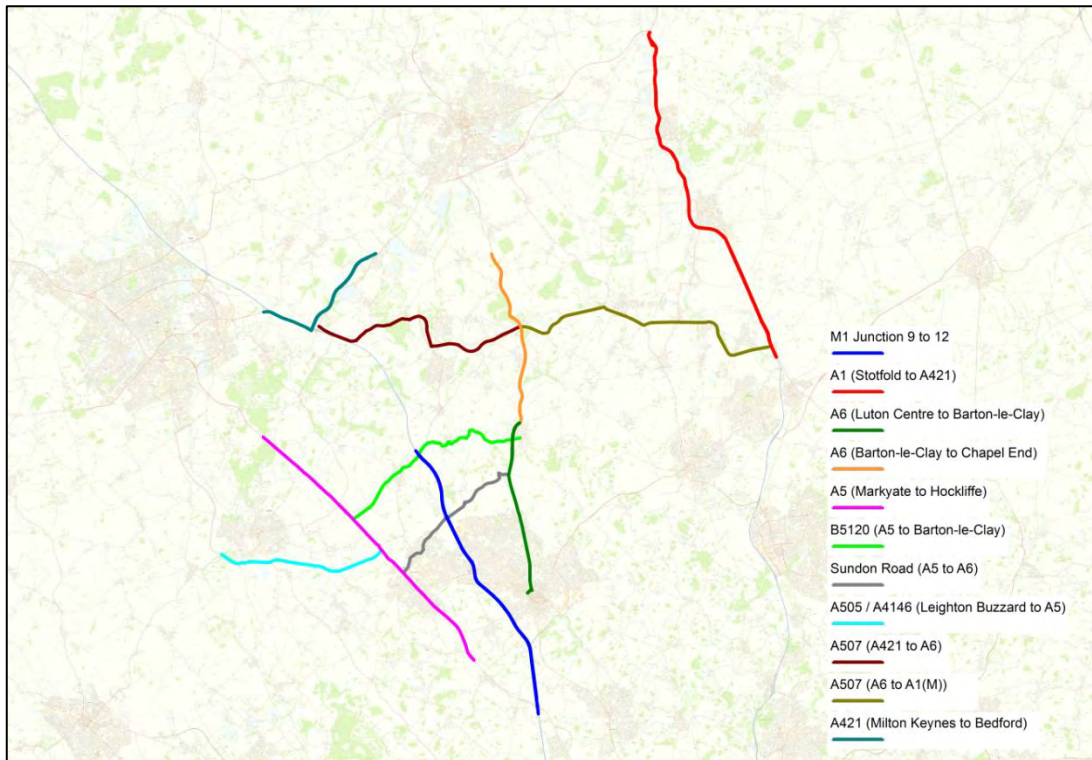 M1 Junction 9 to 12
A1 (Stotfold to A421)
A6 (Luton Centre to Barton-le-Clay)
A6 (Barton-le-Clay to Chapel End)
A5 (Markyate to Hockliffe)
B5120 (A5 to Barton-le-Clay)
Sundon Road (A5 to A6)
A505 / A4146 (Leighton Buzzard to A5)
A507 (A421 to A6)
A507 (A6 to A1(M))
A421 (Milton Keynes to Bedford)